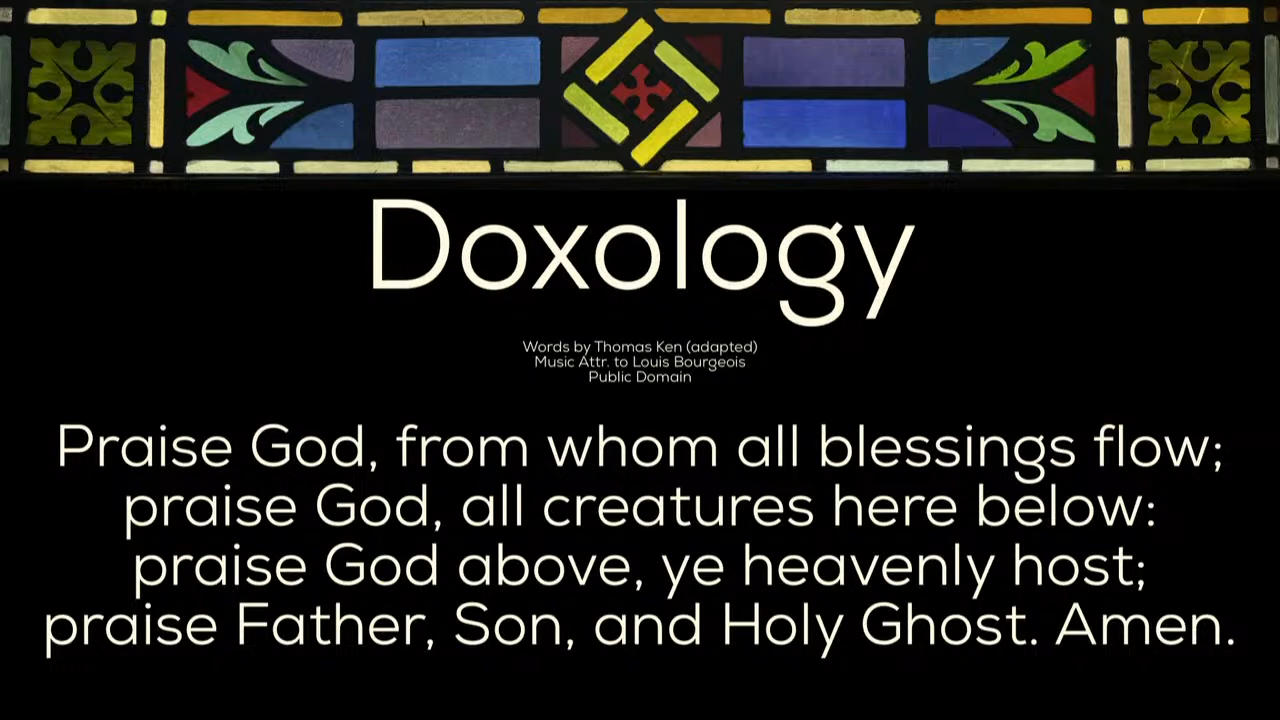 Doxology
Words by Thomas Ken (adapted)
Music Attr. to Louis Bourgeois
Public Domain
Praise God, from whom all blessings flow;
praise God, all creatures here below:
praise God above, ye heavenly host;
praise Father, Son, and Holy Ghost. Amen.